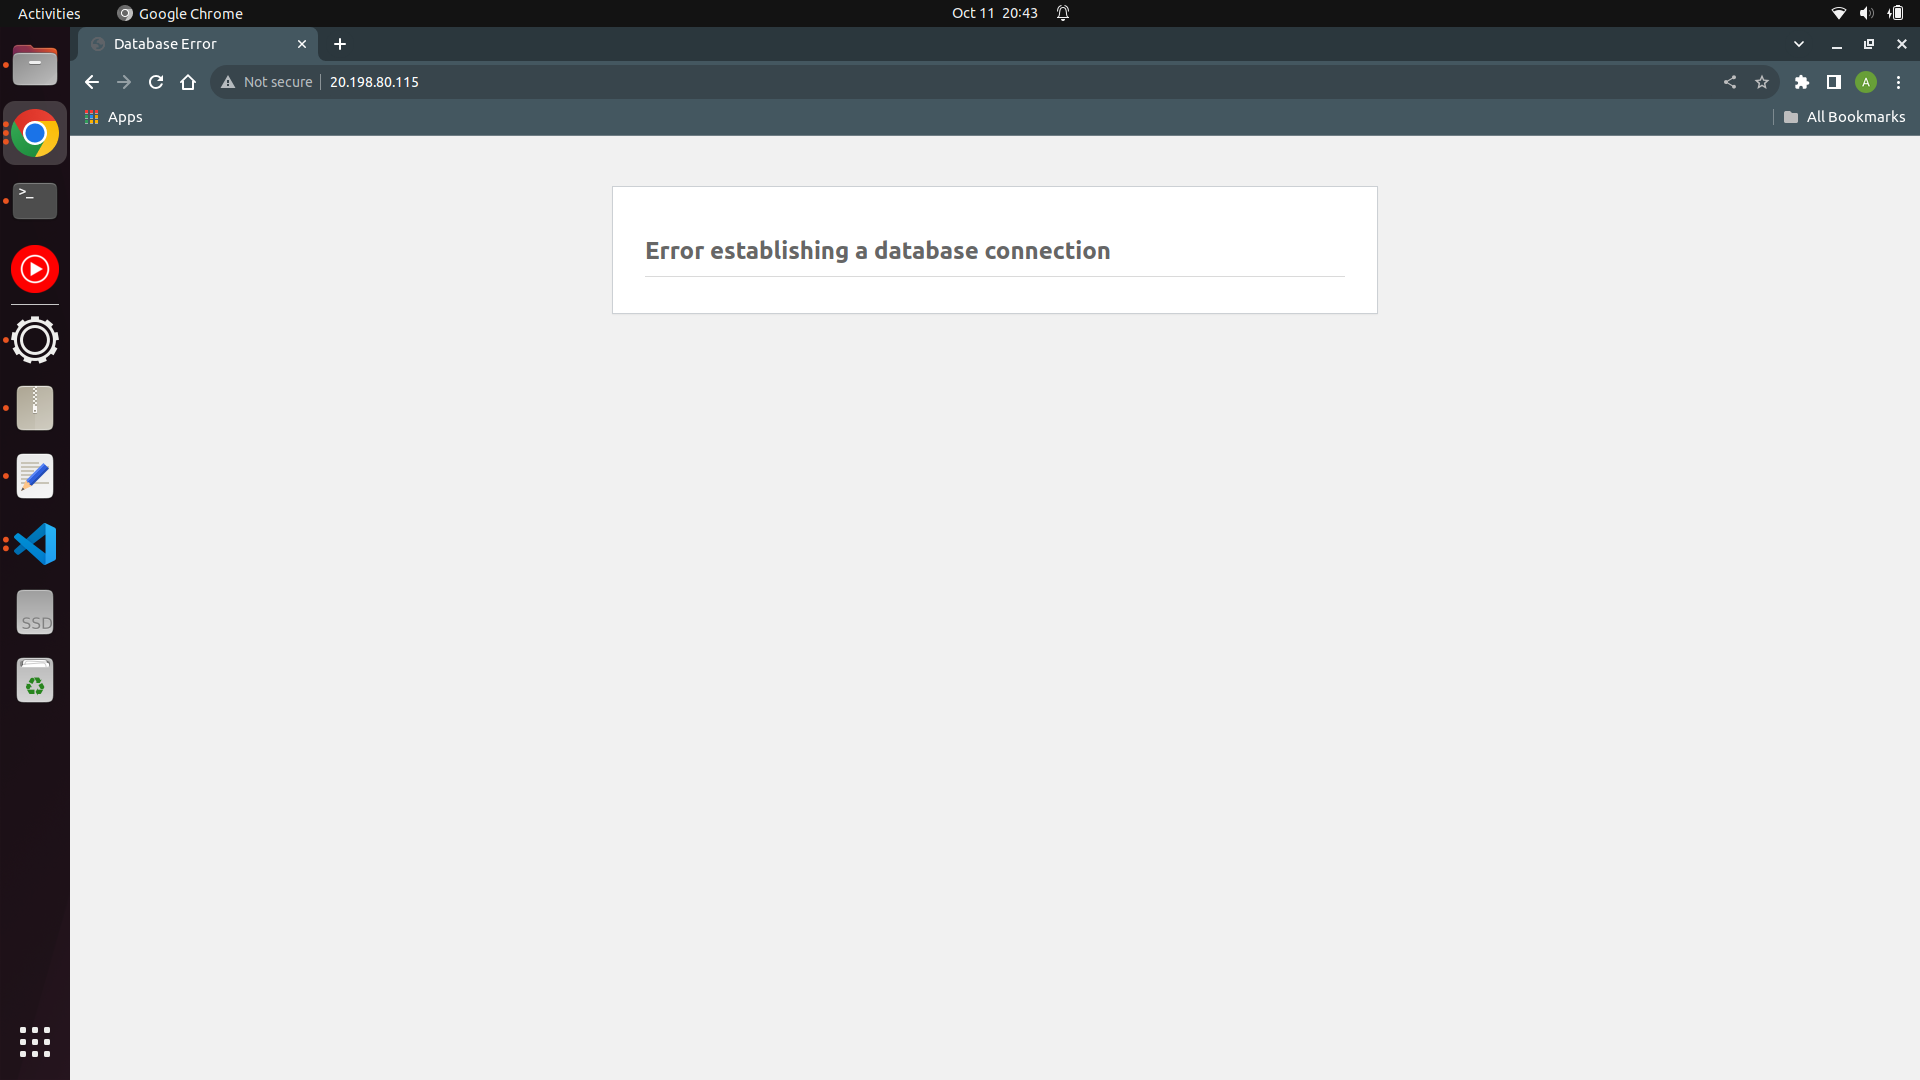 Activities
Google Chrome
Oct 11 20:43
Database Error
Not secure
20.198.80.115
A
Apps
All Bookmarks
>_
Error establishing a database connection
SSD